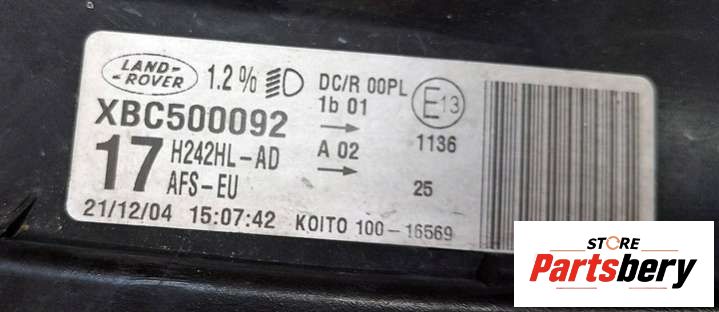 LAND-
-ROVER
1.2% DC/R 00PL
1b 01 E13
XBC500092
17 H242HL-AD A 02 1136
AFS-EU 25
21/12/04 15:07:42 KOITO 100-16569
STORE
Partsbery